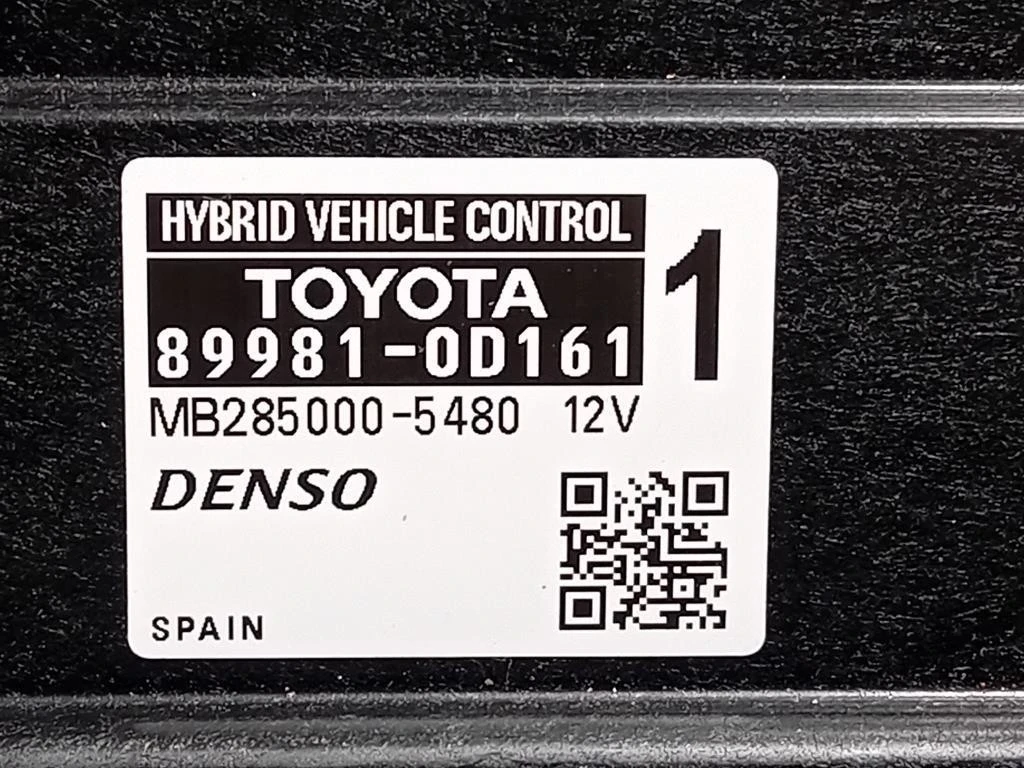 HYBRID VEHICLE CONTROL
TOYOTA
89981-0D161
1
MB285000-5480 12V
DENSO
SPAIN